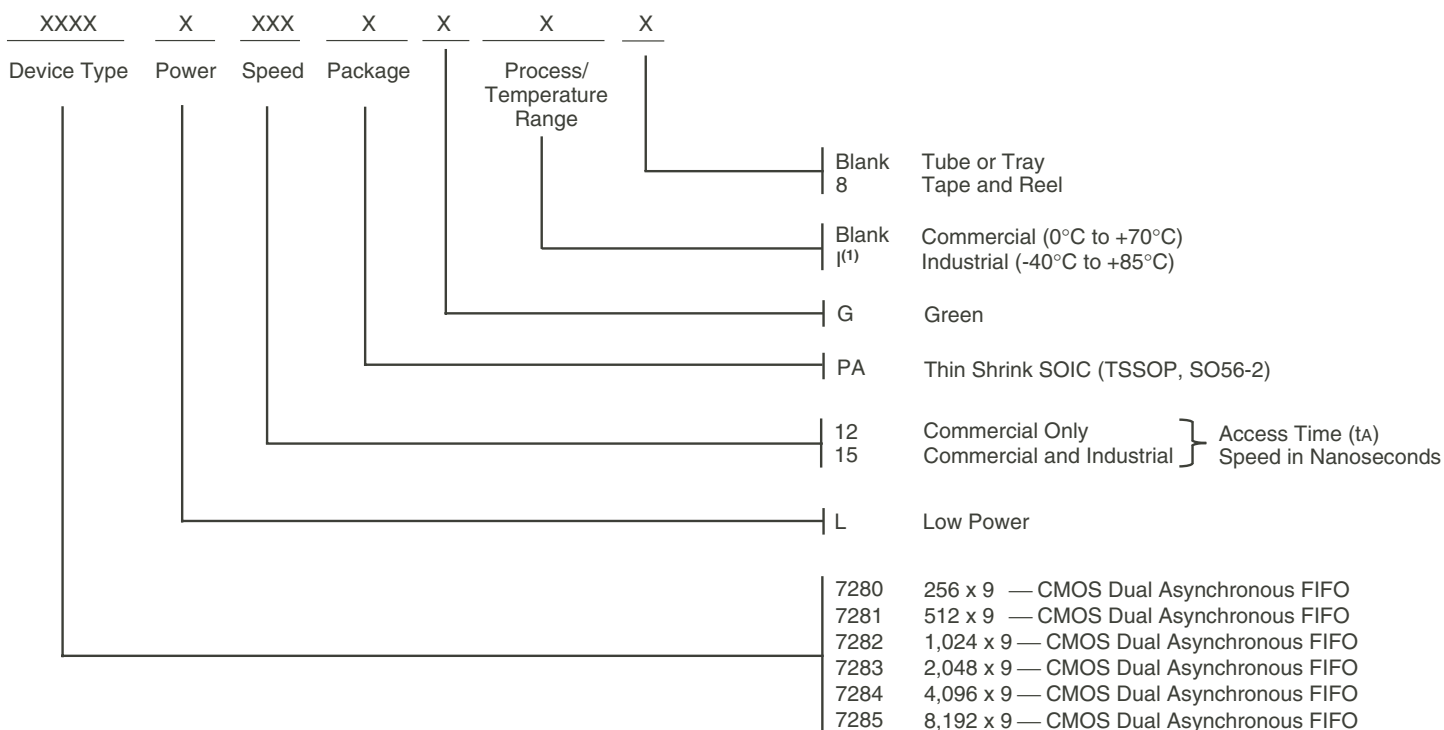 XXXX X XXX X X X X
Device Type Power Speed Package Process/
Temperature
Range
Blank Tube or Tray
8 Tape and Reel
Blank Commercial (0°C to +70°C)
I(1) Industrial (-40°C to +85°C)
G Green
PA Thin Shrink SOIC (TSSOP, SO56-2)
12 Commercial Only
15 Commercial and Industrial
Access Time (tA)
Speed in Nanoseconds
L Low Power
7280 256 x 9 — CMOS Dual Asynchronous FIFO
7281 512 x 9 — CMOS Dual Asynchronous FIFO
7282 1,024 x 9 — CMOS Dual Asynchronous FIFO
7283 2,048 x 9 — CMOS Dual Asynchronous FIFO
7284 4,096 x 9 — CMOS Dual Asynchronous FIFO
7285 8,192 x 9 — CMOS Dual Asynchronous FIFO